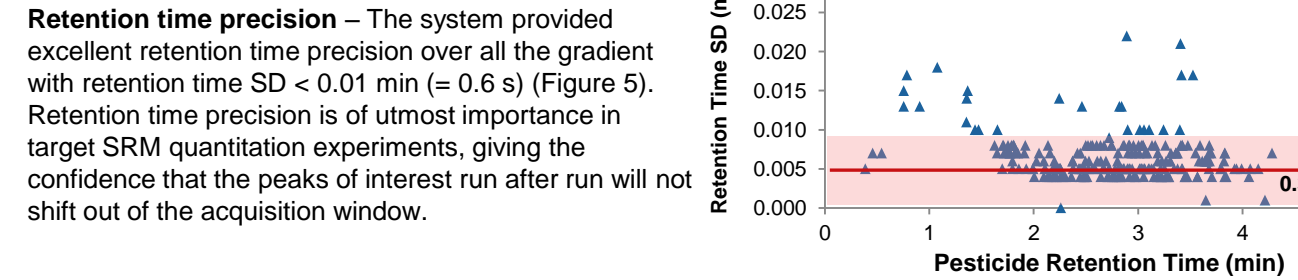 Retention time precision – The system provided
excellent retention time precision over all the gradient
with retention time SD < 0.01 min (= 0.6 s) (Figure 5).
Retention time precision is of utmost importance in
target SRM quantitation experiments, giving the
confidence that the peaks of interest run after run will not
shift out of the acquisition window.
Retention Time SD (m
0.025
0.020
0.015
0.010
0.005
0.000
0.
0 1 2 3 4
Pesticide Retention Time (min)